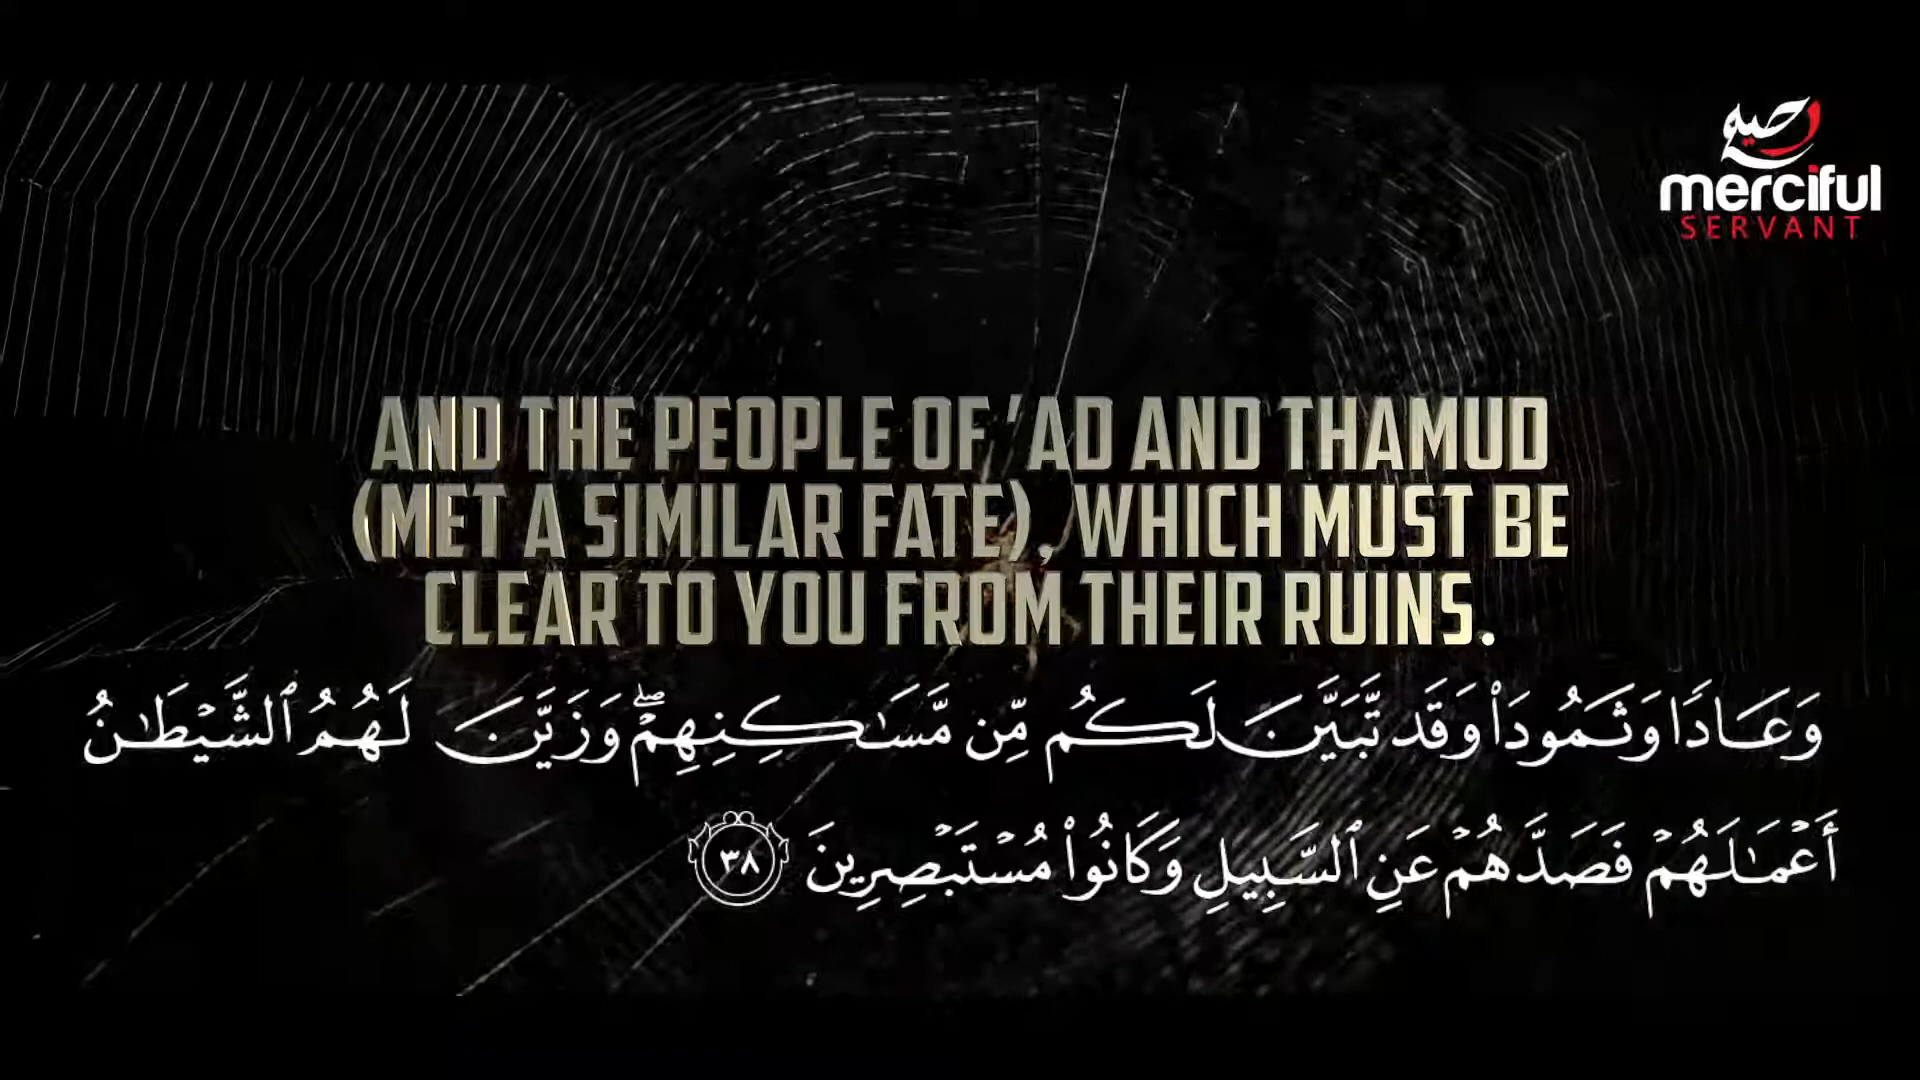 رحيم
merciful
SERVANT
AND THE PEOPLE OF 'AD AND THAMUD
(MET A SIMILAR FATE), WHICH MUST BE
CLEAR TO YOU FROM THEIR RUINS.
وَعَادًا وَثَمُودَا۟ وَقَد تَّبَيَّنَ لَكُم مِّن مَّسَـٰكِنِهِمْ ۖ وَزَيَّنَ لَهُمُ ٱلشَّيْطَـٰنُ
أَعْمَـٰلَهُمْ فَصَدَّهُمْ عَنِ ٱلسَّبِيلِ وَكَانُوا۟ مُسْتَبْصِرِينَ ٣٨